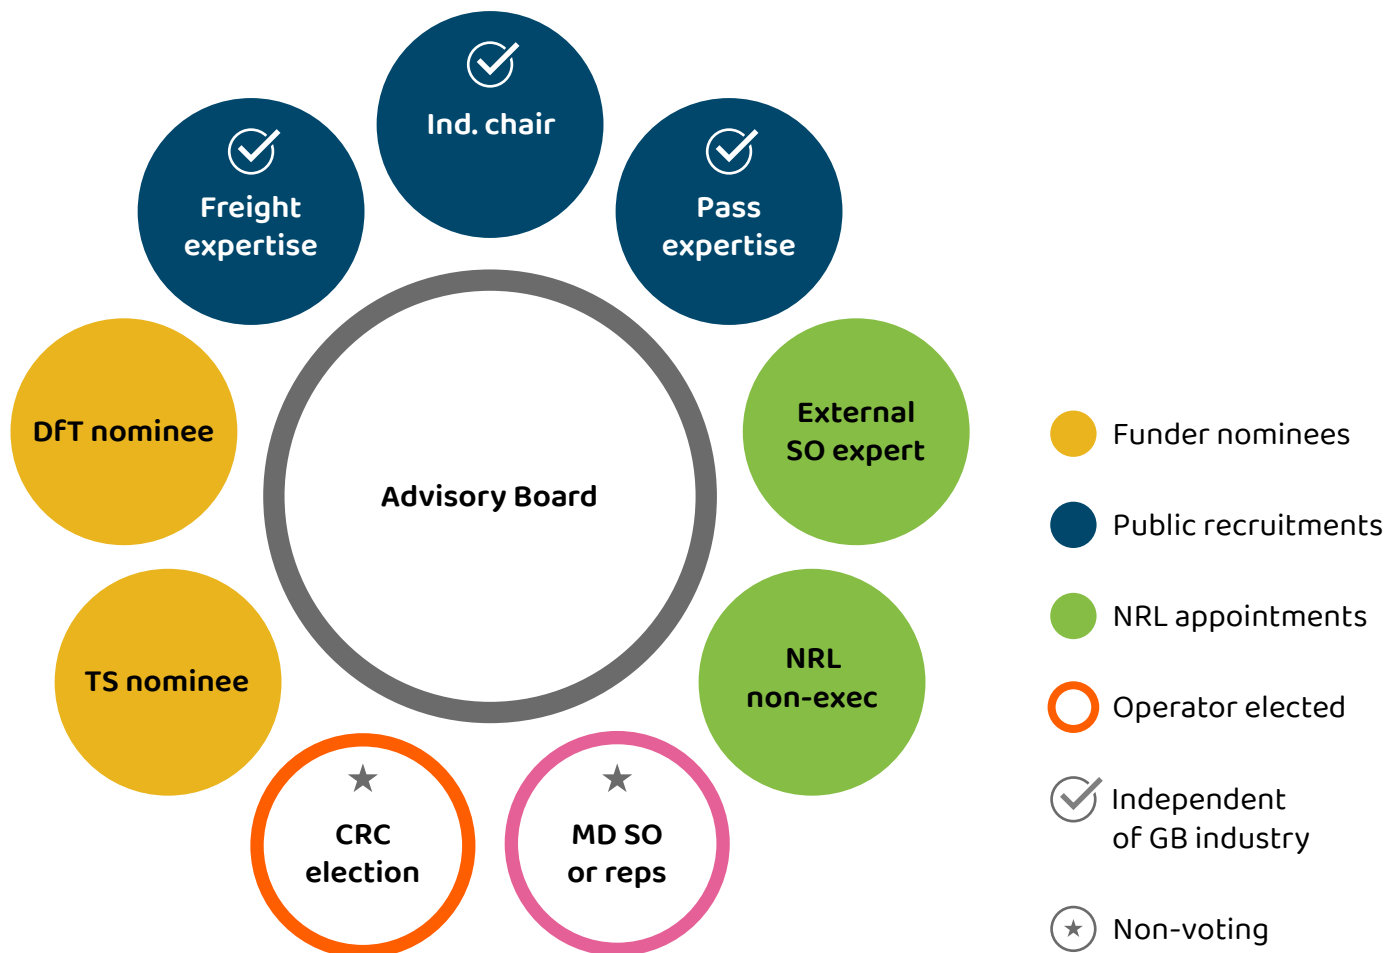 Ind. chair
Freight
expertise
Pass
expertise
DfT nominee
External
SO expert
Advisory Board
TS nominee
NRL
non-exec
CRC
election
MD SO
or reps
Funder nominees
Public recruitments
NRL appointments
Operator elected
Independent
of GB industry
Non-voting